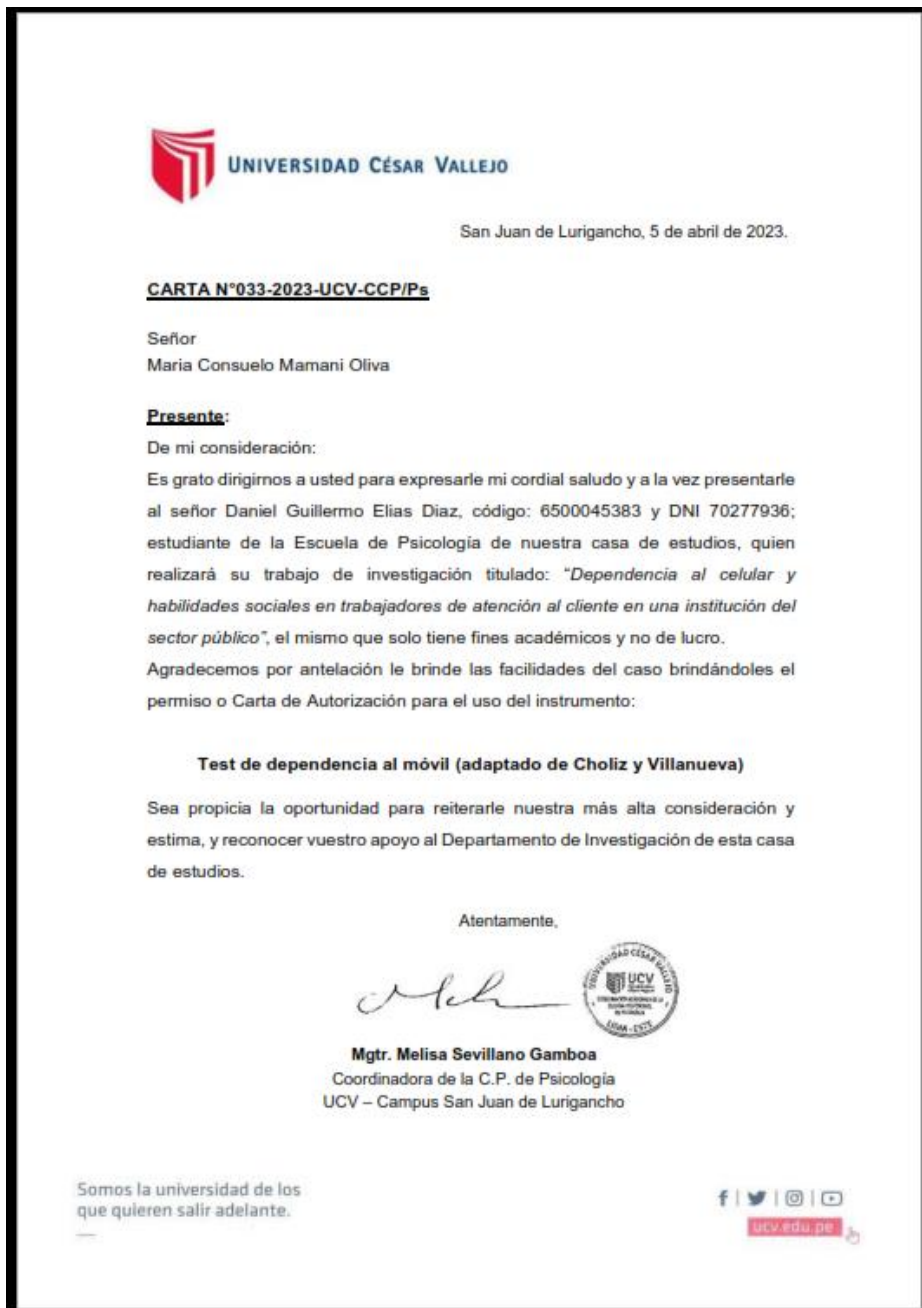 UNIVERSIDAD CÉSAR VALLEJO
San Juan de Lurigancho, 5 de abril de 2023.
CARTA N°033-2023-UCV-CCP/Ps
Señor
Maria Consuelo Mamani Oliva
Presente:
De mi consideración:
Es grato dirigirnos a usted para expresarle mi cordial saludo y a la vez presentarle
al señor Daniel Guillermo Elias Diaz, código: 6500045383 y DNI 70277936;
estudiante de la Escuela de Psicología de nuestra casa de estudios, quien
realizará su trabajo de investigación titulado: “Dependencia al celular y
habilidades sociales en trabajadores de atención al cliente en una institución del
sector público”, el mismo que solo tiene fines académicos y no de lucro.
Agradecemos por antelación le brinde las facilidades del caso brindándoles el
permiso o Carta de Autorización para el uso del instrumento:
Test de dependencia al móvil (adaptado de Choliz y Villanueva)
Sea propicia la oportunidad para reiterarle nuestra más alta consideración y
estima, y reconocer vuestro apoyo al Departamento de Investigación de esta casa
de estudios.
Atentamente,
UNIVERSIDAD CÉSAR VALLEJO
UCV
LIMA - ESTE
Mgtr. Melisa Sevillano Gamboa
Coordinadora de la C.P. de Psicología
UCV – Campus San Juan de Lurigancho
Somos la universidad de los
que quieren salir adelante.
ucv.edu.pe